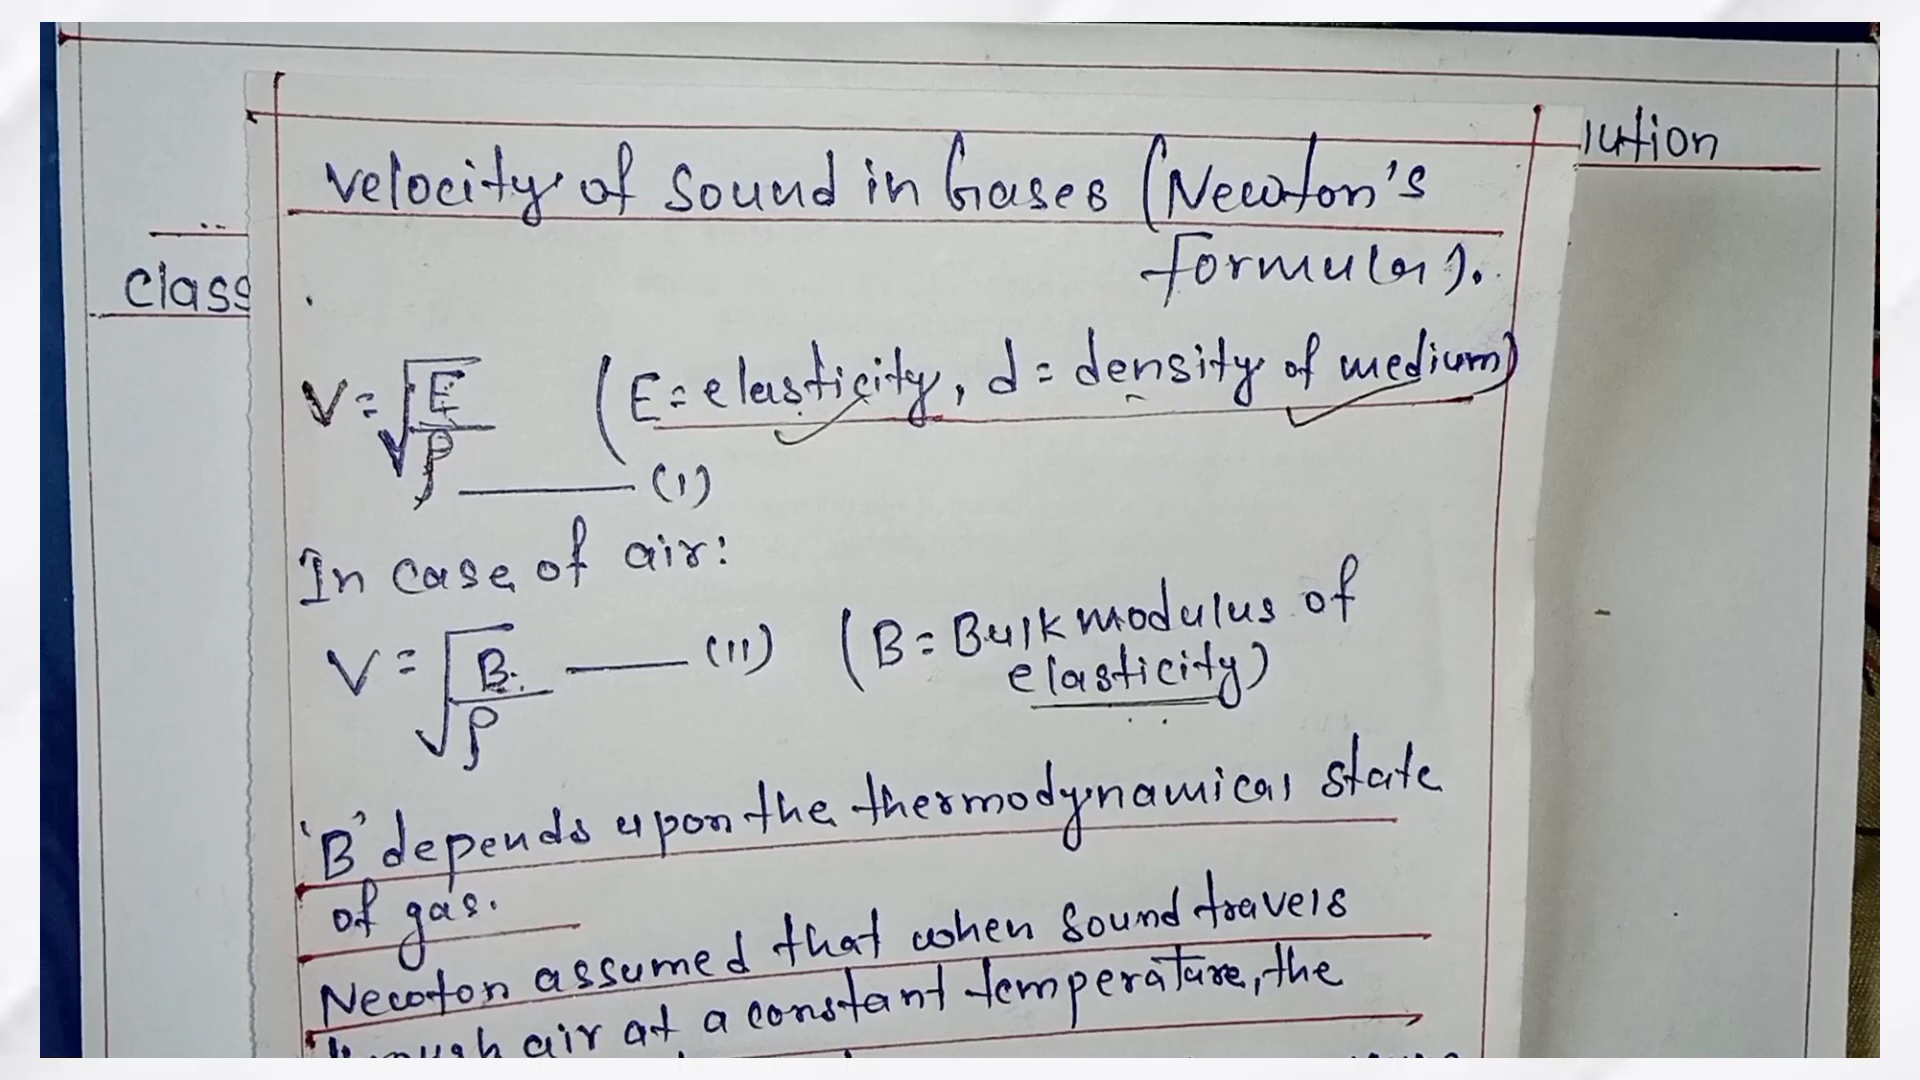 lution
class
velocity of sound in Gases (Newton's
formula).
V = √E/ρ (E = elasticity, d = density of medium)
(I)
In case of air:
V = √B/ρ (II) (B = Bulk modulus of
elasticity)
'B' depends upon the thermodynamical state
of gas.
Newton assumed that when sound travels
through air at a constant temperature, the